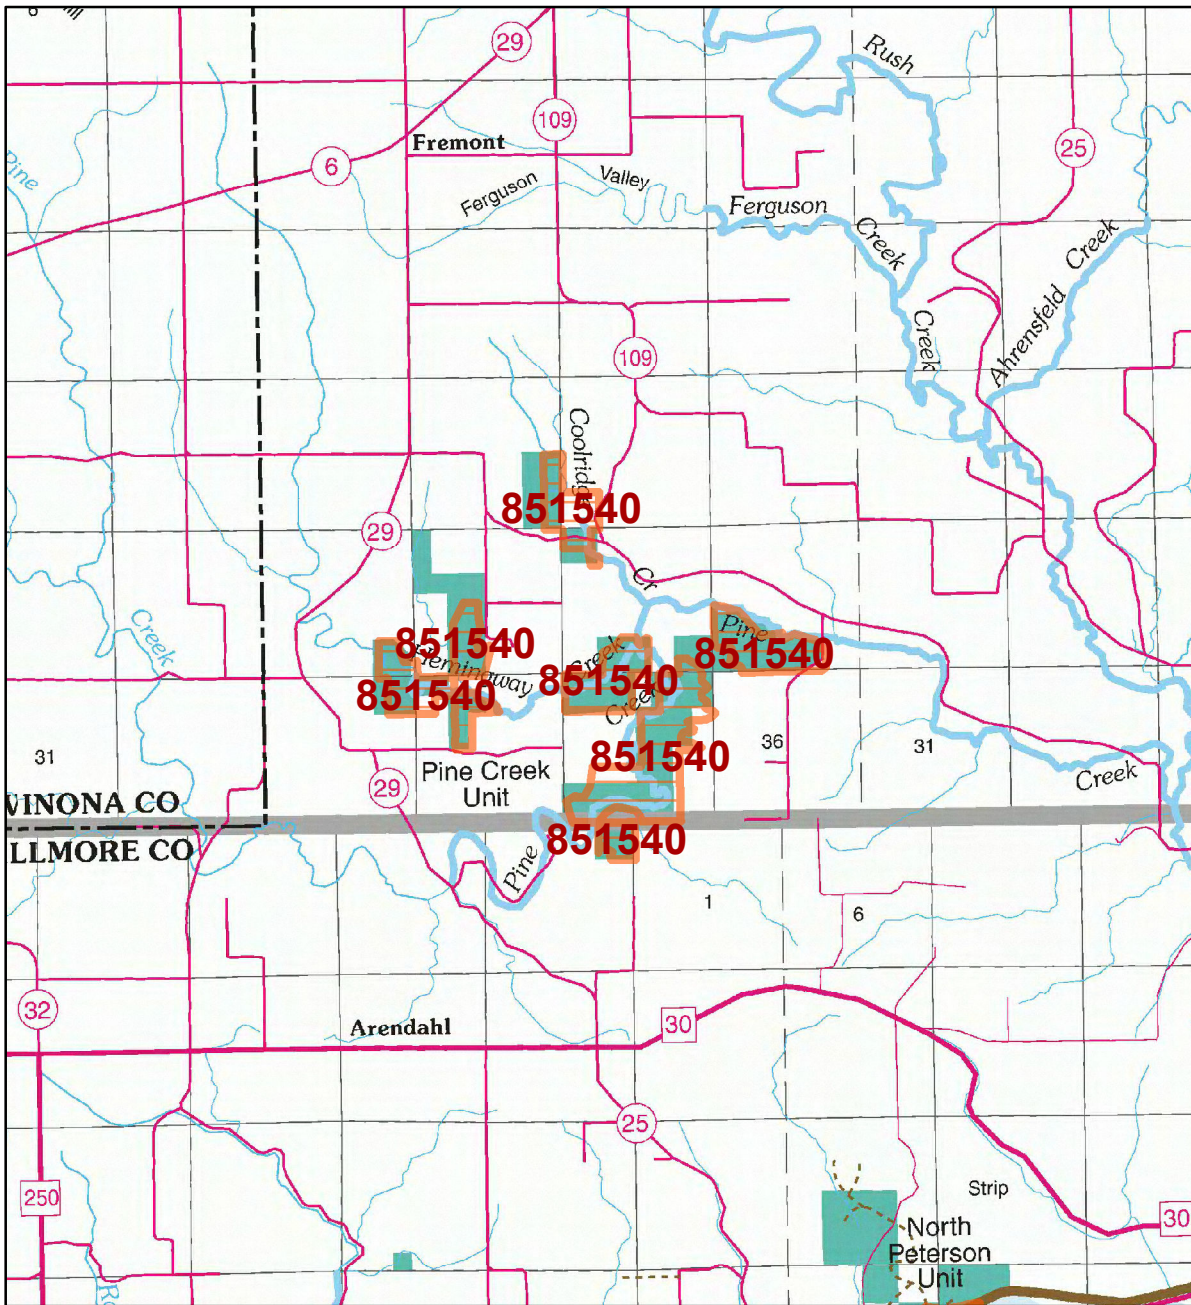 6
29
Rush
109
25
Fremont
6
Pine
Valley
Ferguson
Ferguson
Creek
Creek
Creek
109
Ahrensfeld
Coolridge
851540
29
Cr
Pine
Creek
851540
Hemingway
Creek
851540
851540
851540
Creek
36
31
31
851540
Pine Creek
Unit
29
Creek
WINONA CO
LLMORE CO
851540
Pine
1
6
32
30
Arendahl
25
250
Strip
30
North
Peterson
Unit